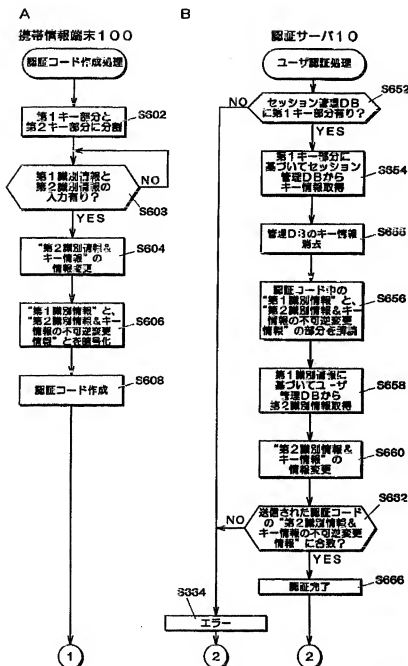 A
携帯情報端末100
認証コード作成処理
S602
第1キー部分と
第2キー部分に分割
第1識別情報と
第2識別情報の
入力有り?
NO
S603
YES
S604
"第2識別情報&
キー情報"の
情報変更
"第1識別情報"と、
"第2識別情報&キー
情報の不可逆変更
情報"とを暗号化
S606
S608
認証コード作成
1
B
認証サーバ10
ユーザ認証処理
S652
NO
セッション管理DB
に第1キー部分有り?
YES
第1キー部分に
基づいてセッション
管理DBから
キー情報取得
S654
管理DBのキー情報
消去
認証コード中の
"第1識別情報"と、
"第2識別情報&キー
情報の不可逆変更
情報"の部分を解読
S656
第1識別情報に
基づいてユーザ
管理DBから
第2識別情報取得
S658
"第2識別情報&
キー情報"の
情報変更
S660
NO
送信された認証コード
の"第2識別情報&
キー情報の不可逆変更
情報"に合致?
YES
S666
認証完了
エラー
2
2